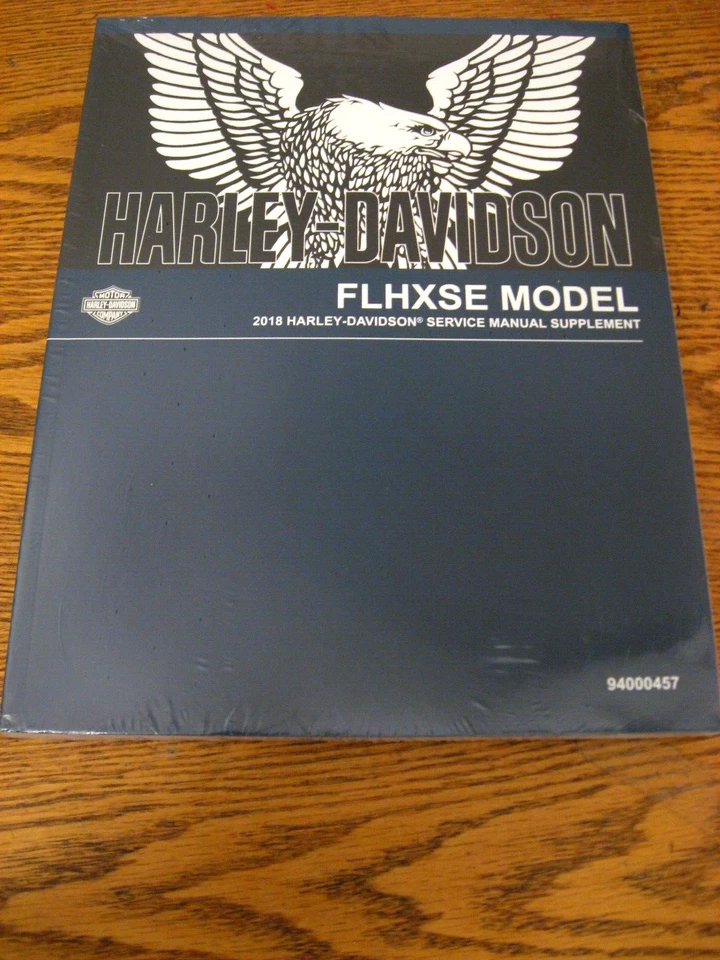 HARLEY-DAVIDSON
FLHXSE MODEL
MOTOR
HARLEY-DAVIDSON
COMPANY
2018 HARLEY-DAVIDSON® SERVICE MANUAL SUPPLEMENT
94000457